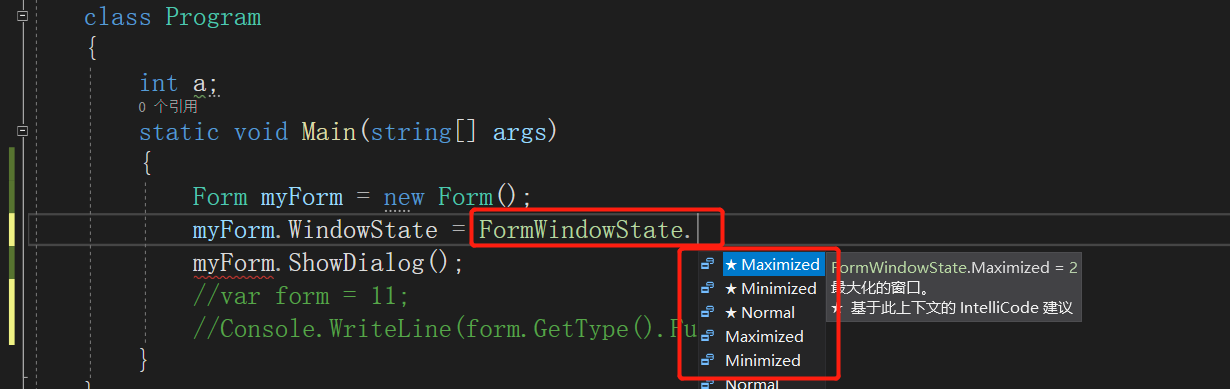 class Program
{
int a;
0 个引用
static void Main(string[] args)
{
Form myForm = new Form();
myForm.WindowState = FormWindowState.
myForm.ShowDialog();
//var form = 11;
//Console.WriteLine(form.GetType().Fu
}
★ Maximized
★ Minimized
★ Normal
Maximized
Minimized
Normal
FormWindowState.Maximized = 2
最大化的窗口。
★ 基于此上下文的 IntelliCode 建议